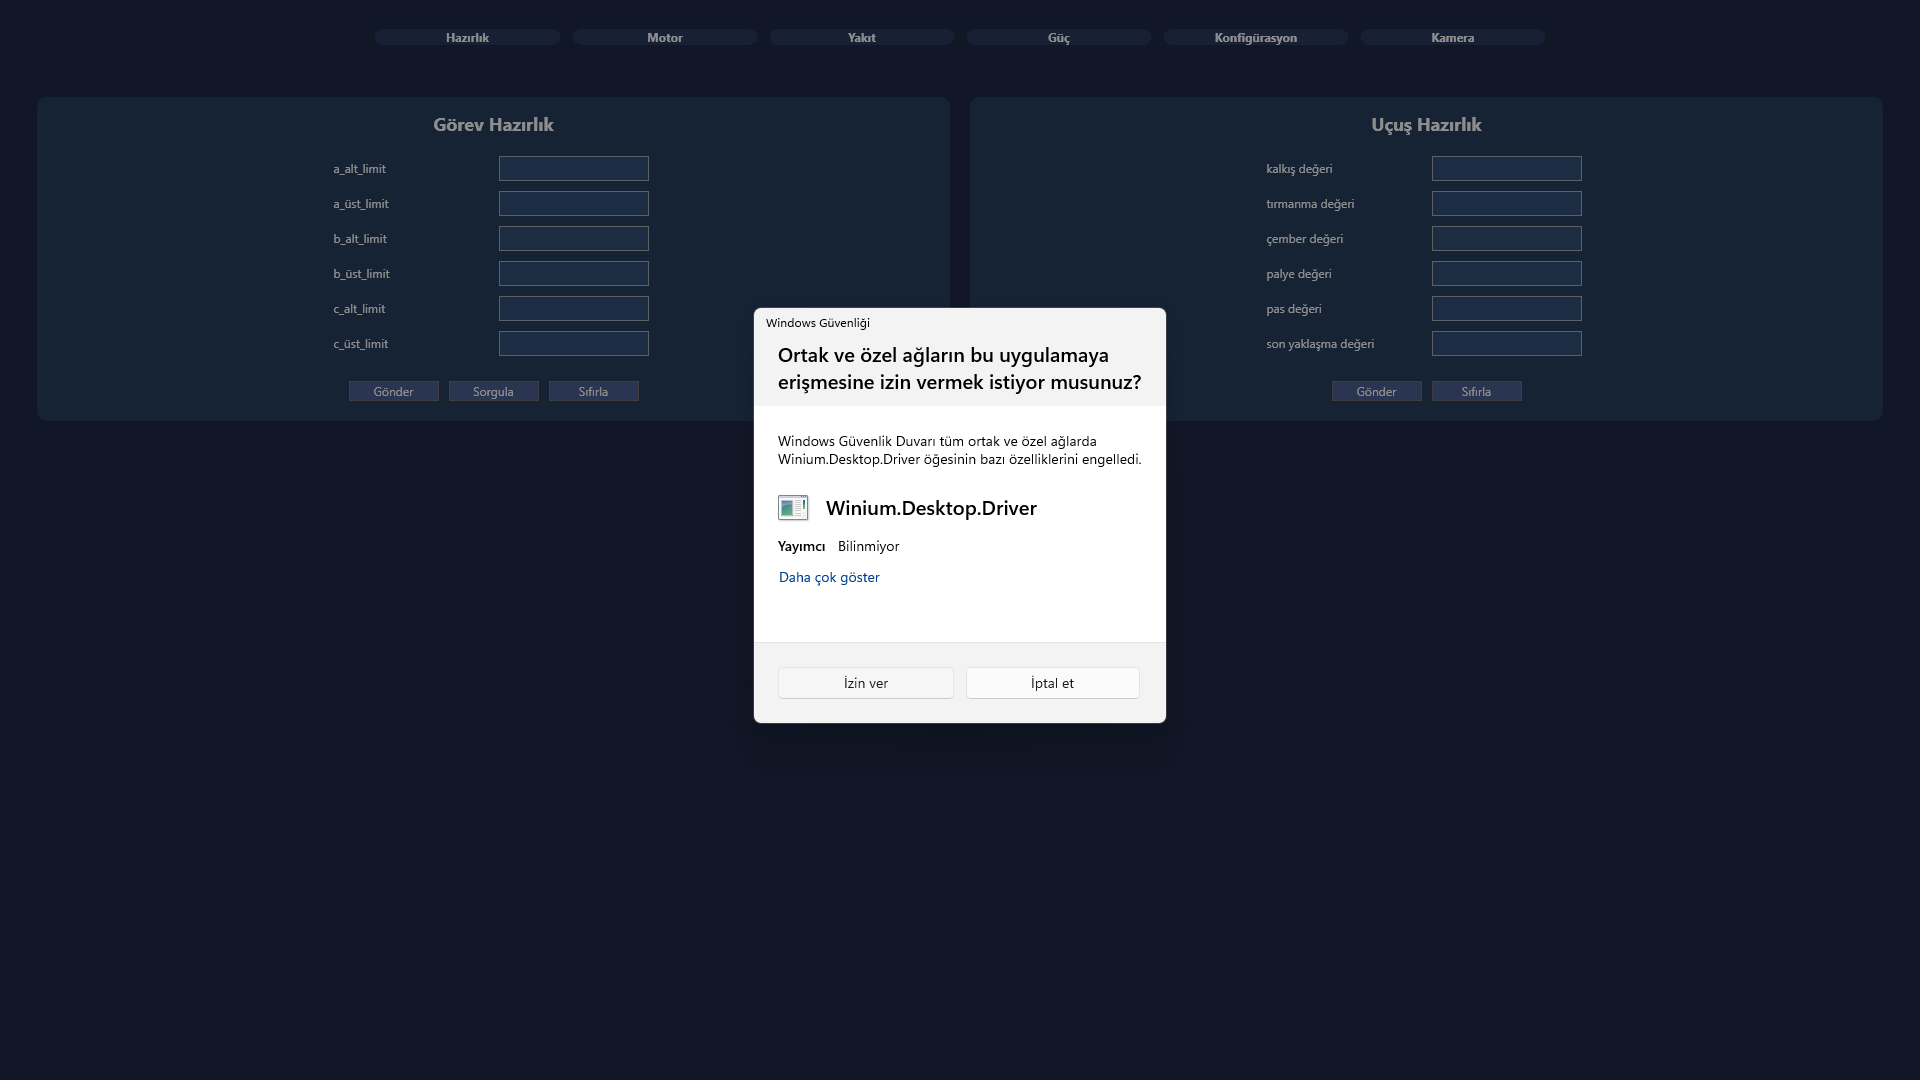 Hazırlık
Motor
Yakıt
Güç
Konfigürasyon
Kamera
Görev Hazırlık
a_alt_limit
a_üst_limit
b_alt_limit
b_üst_limit
c_alt_limit
c_üst_limit
Gönder
Sorgula
Sıfırla
Uçuş Hazırlık
kalkış değeri
tırmanma değeri
çember değeri
palye değeri
pas değeri
son yaklaşma değeri
Gönder
Sıfırla
Windows Güvenliği
Ortak ve özel ağların bu uygulamaya
erişmesine izin vermek istiyor musunuz?
Windows Güvenlik Duvarı tüm ortak ve özel ağlarda
Winium.Desktop.Driver öğesinin bazı özelliklerini engelledi.
Winium.Desktop.Driver
Yayımcı Bilinmiyor
Daha çok göster
İzin ver
İptal et